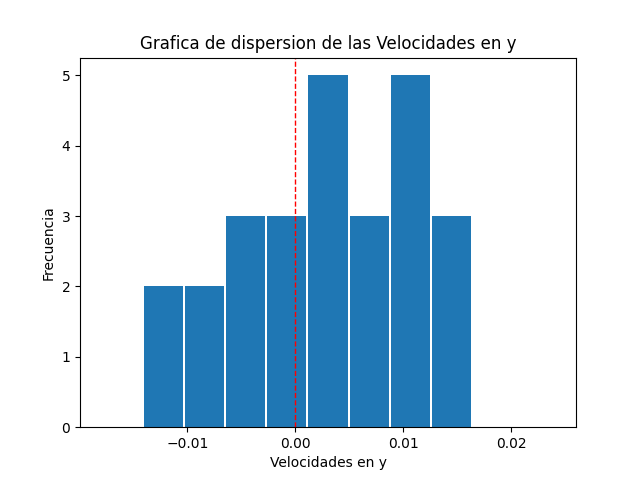 Grafica de dispersion de las Velocidades en y
Frecuencia
5
4
3
2
1
0
−0.01 0.00 0.01 0.02
Velocidades en y